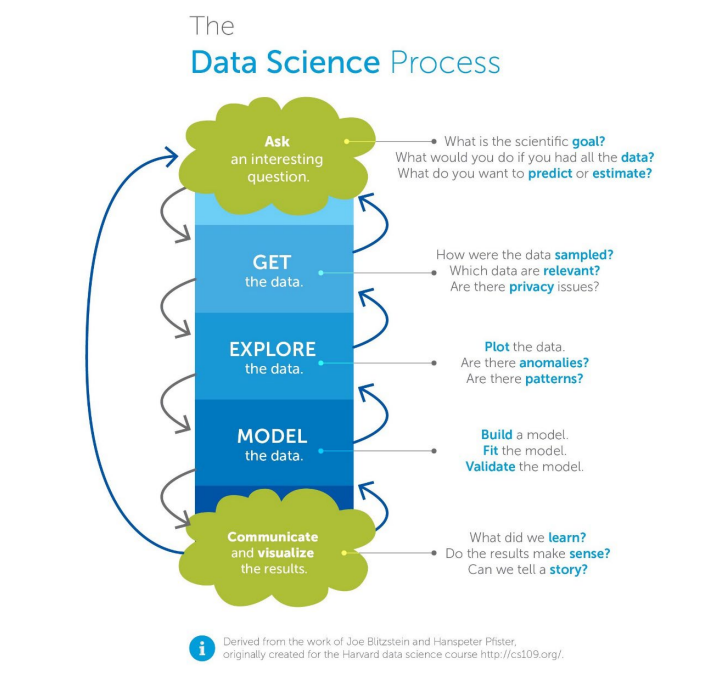 The
Data Science Process
Ask
an interesting
question.
What is the scientific goal?
What would you do if you had all the data?
What do you want to predict or estimate?
GET
the data.
How were the data sampled?
Which data are relevant?
Are there privacy issues?
EXPLORE
the data.
Plot the data.
Are there anomalies?
Are there patterns?
MODEL
the data.
Build a model.
Fit the model.
Validate the model.
Communicate
and visualize
the results.
What did we learn?
Do the results make sense?
Can we tell a story?
i
Derived from the work of Joe Blitzstein and Hanspeter Pfister,
originally created for the Harvard data science course http://cs109.org/.